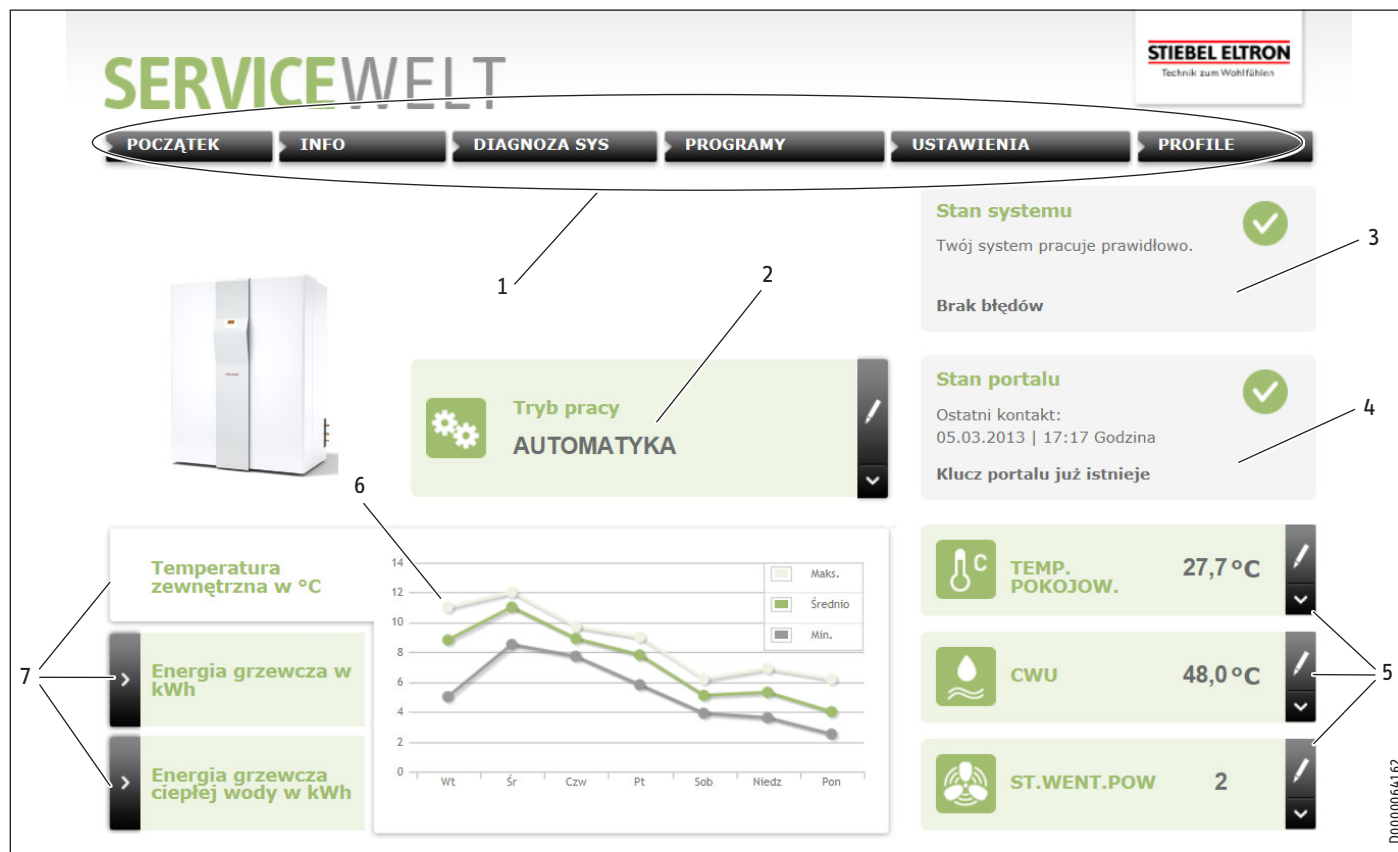 SERVICEWELT
STIEBEL ELTRON
Technik zum Wohlfühlen
POCZĄTEK INFO DIAGNOZA SYS PROGRAMY USTAWIENIA PROFILE
1
2
Stan systemu
Twój system pracuje prawidłowo.
Brak błędów
3
Tryb pracy
AUTOMATYKA
Stan portalu
Ostatni kontakt:
05.03.2013 | 17:17 Godzina
Klucz portalu już istnieje
4
6
7
Temperatura
zewnętrzna w °C
Energia grzewcza w
kWh
Energia grzewcza
ciepłej wody w kWh
14
12
10
8
6
4
2
0
Maks.
Średnio
Min.
Wt Śr Czw Pt Sob Niedz Pon
TEMP.
POKOJOW.
27,7 °C
CWU 48,0 °C
ST.WENT.POW 2
5
D0000064162